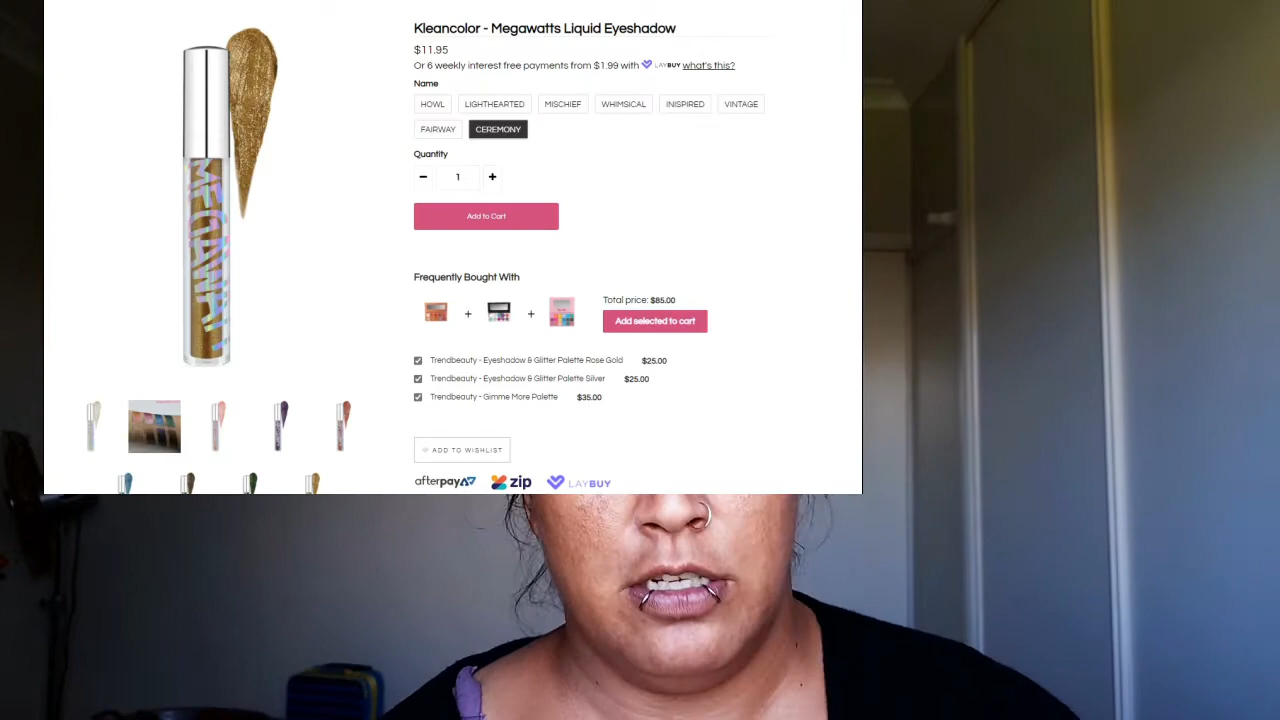 Kleancolor - Megawatts Liquid Eyeshadow
$11.95
Or 6 weekly interest free payments from $1.99 with LAYBUY what's this?
Name
HOWL LIGHTHEARTED MISCHIEF WHIMSICAL INISPIRED VINTAGE
FAIRWAY CEREMONY
Quantity
− 1 +
Add to Cart
MEGAWATT
Frequently Bought With
+ + Total price: $85.00
Add selected to cart
Trendbeauty - Eyeshadow & Glitter Palette Rose Gold $25.00
Trendbeauty - Eyeshadow & Glitter Palette Silver $25.00
Trendbeauty - Gimme More Palette $35.00
ADD TO WISHLIST
afterpay zip LAYBUY